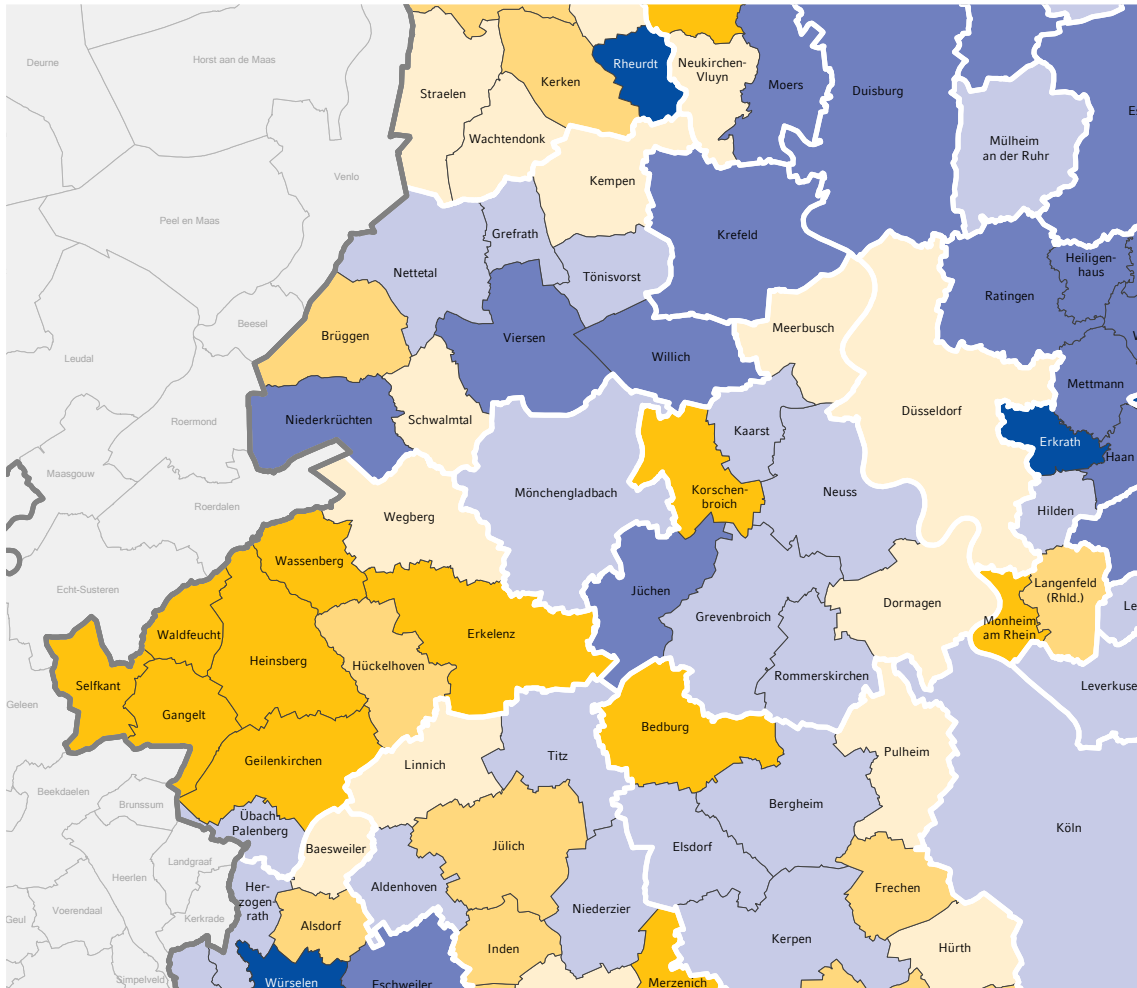 Deurne
Horst aan de Maas
Rheurdt
Neukirchen-
Vluyn
Kerken
Moers
Duisburg
Straelen
Wachtendonk
Mülheim
an der Ruhr
Venlo
Kempen
Peel en Maas
Grefrath
Krefeld
Nettetal
Tönisvorst
Heiligen-
haus
Ratingen
Beesel
Brüggen
Viersen
Meerbusch
Leudal
Willich
Mettmann
Roermond
Niederkrüchten
Schwalmtal
Düsseldorf
Kaarst
Erkrath
Haan
Maasgouw
Mönchengladbach
Korschen-
broich
Neuss
Roerdalen
Wegberg
Hilden
Wassenberg
Echt-Susteren
Jüchen
Langenfeld
(Rhld.)
Dormagen
Le
Waldfeucht
Erkelenz
Grevenbroich
Monheim
am Rhein
Heinsberg
Hückelhoven
Rommerskirchen
Selfkant
Leverkuse
Geleen
Gangelt
Bedburg
Geilenkirchen
Linnich
Titz
Pulheim
Beekdaelen
Brunssum
Bergheim
Übach-
Palenberg
Köln
Baesweiler
Jülich
Elsdorf
Landgraaf
Heerlen
Her-
zogen-
rath
Aldenhoven
Frechen
Voerendaal
Geul
Kerkrade
Alsdorf
Niederzier
Kerpen
Inden
Hürth
Simpelveld
Würselen
Eschweiler
Merzenich